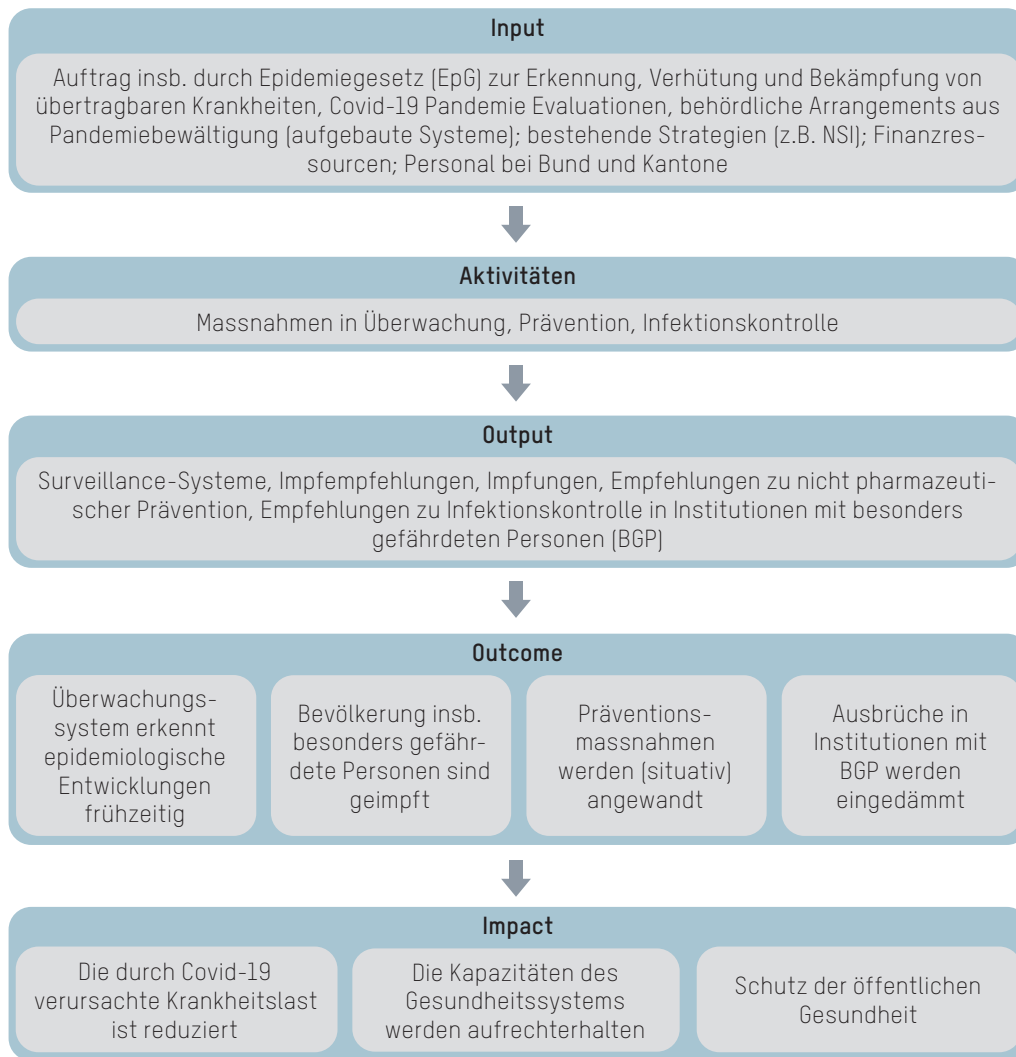 Input
Auftrag insb. durch Epidemiegesetz (EpG) zur Erkennung, Verhütung und Bekämpfung von
übertragbaren Krankheiten, Covid-19 Pandemie Evaluationen, behördliche Arrangements aus
Pandemiebewältigung (aufgebaute Systeme); bestehende Strategien (z.B. NSI); Finanzres-
sourcen; Personal bei Bund und Kantone
Aktivitäten
Massnahmen in Überwachung, Prävention, Infektionskontrolle
Output
Surveillance-Systeme, Impfempfehlungen, Impfungen, Empfehlungen zu nicht pharmazeuti-
scher Prävention, Empfehlungen zu Infektionskontrolle in Institutionen mit besonders
gefährdeten Personen (BGP)
Outcome
Überwachungs-
system erkennt
epidemiologische
Entwicklungen
frühzeitig
Bevölkerung insb.
besonders gefähr-
dete Personen sind
geimpft
Präventions-
massnahmen
werden (situativ)
angewandt
Ausbrüche in
Institutionen mit
BGP werden
eingedämmt
Impact
Die durch Covid-19
verursachte Krankheitslast
ist reduziert
Die Kapazitäten des
Gesundheitssystems
werden aufrechterhalten
Schutz der öffentlichen
Gesundheit